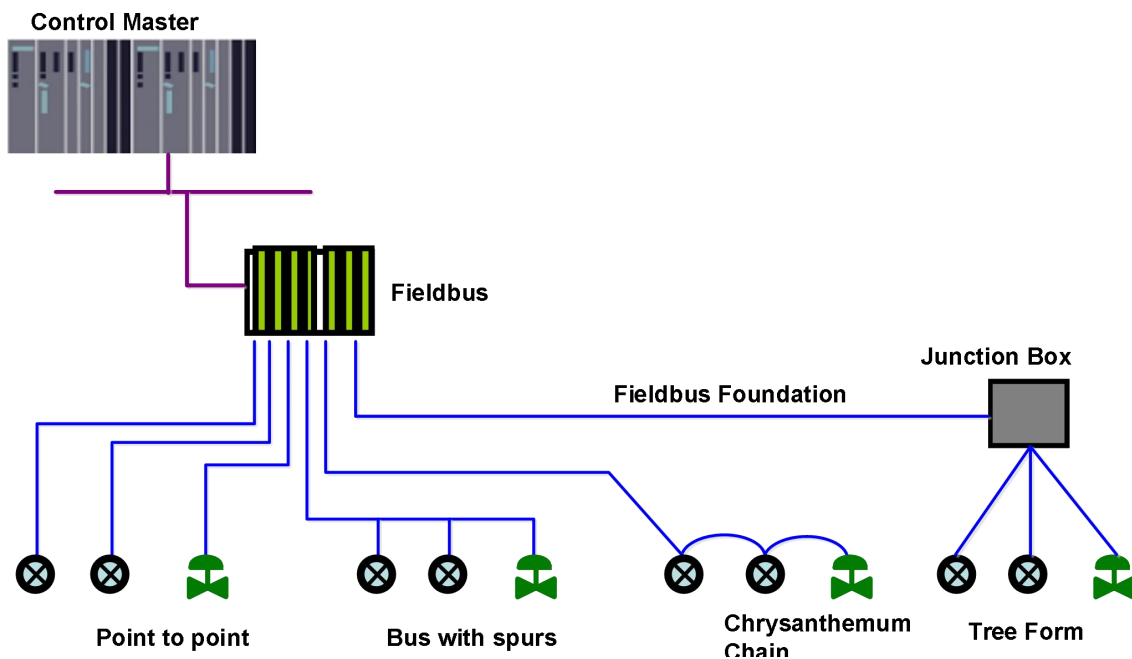 Control Master
Fieldbus
Junction Box
Fieldbus Foundation
Point to point
Bus with spurs
Chrysanthemum
Chain
Tree Form